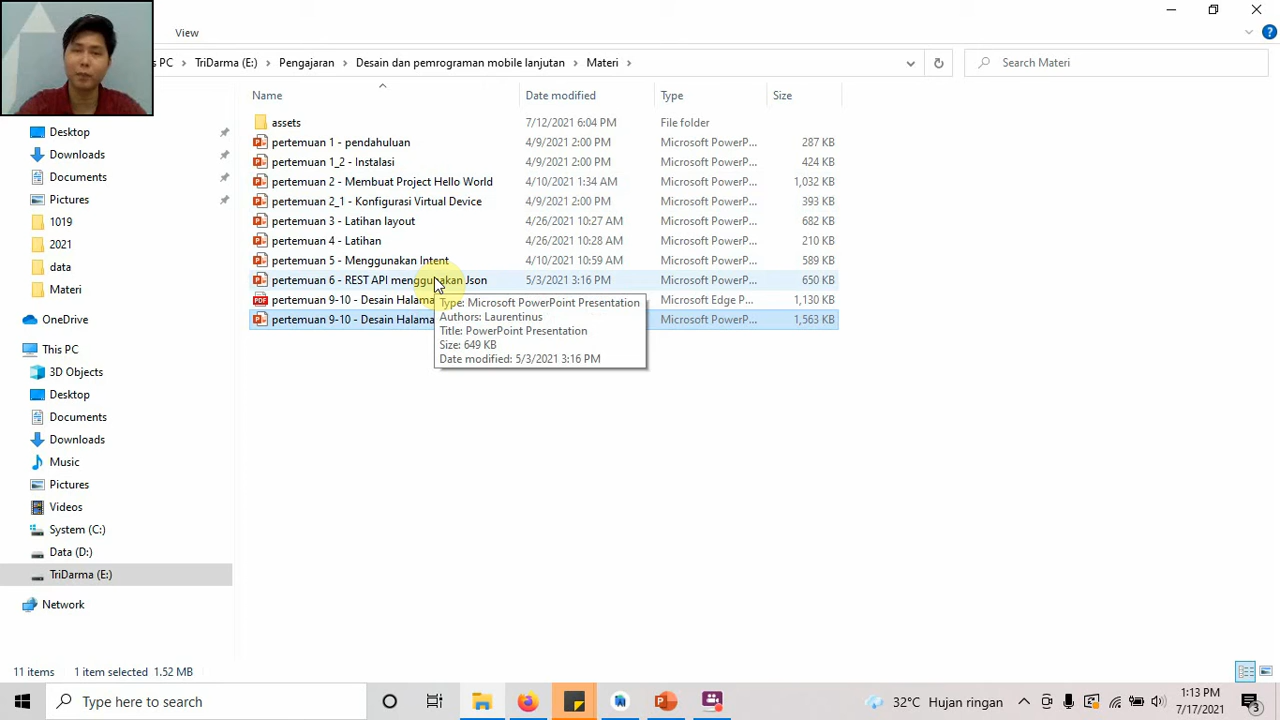 View
s PC > TriDarma (E:) > Pengajaran > Desain dan pemrograman mobile lanjutan > Materi >
Search Materi
Name Date modified Type Size
Desktop
Downloads
Documents
Pictures
1019
2021
data
Materi
OneDrive
This PC
3D Objects
Desktop
Documents
Downloads
Music
Pictures
Videos
System (C:)
Data (D:)
TriDarma (E:)
Network
assets 7/12/2021 6:04 PM File folder
pertemuan 1 - pendahuluan 4/9/2021 2:00 PM Microsoft PowerP... 287 KB
pertemuan 1_2 - Instalasi 4/9/2021 2:00 PM Microsoft PowerP... 424 KB
pertemuan 2 - Membuat Project Hello World 4/10/2021 1:34 AM Microsoft PowerP... 1,032 KB
pertemuan 2_1 - Konfigurasi Virtual Device 4/9/2021 2:00 PM Microsoft PowerP... 393 KB
pertemuan 3 - Latihan layout 4/26/2021 10:27 AM Microsoft PowerP... 682 KB
pertemuan 4 - Latihan 4/26/2021 10:28 AM Microsoft PowerP... 210 KB
pertemuan 5 - Menggunakan Intent 4/10/2021 10:59 AM Microsoft PowerP... 589 KB
pertemuan 6 - REST API menggunakan Json 5/3/2021 3:16 PM Microsoft PowerP... 650 KB
pertemuan 9-10 - Desain Halama Microsoft Edge P... 1,130 KB
pertemuan 9-10 - Desain Halama Microsoft PowerP... 1,563 KB
Type: Microsoft PowerPoint Presentation
Authors: Laurentinus
Title: PowerPoint Presentation
Size: 649 KB
Date modified: 5/3/2021 3:16 PM
11 items 1 item selected 1.52 MB
Type here to search
32°C Hujan ringan
1:13 PM
7/17/2021
3